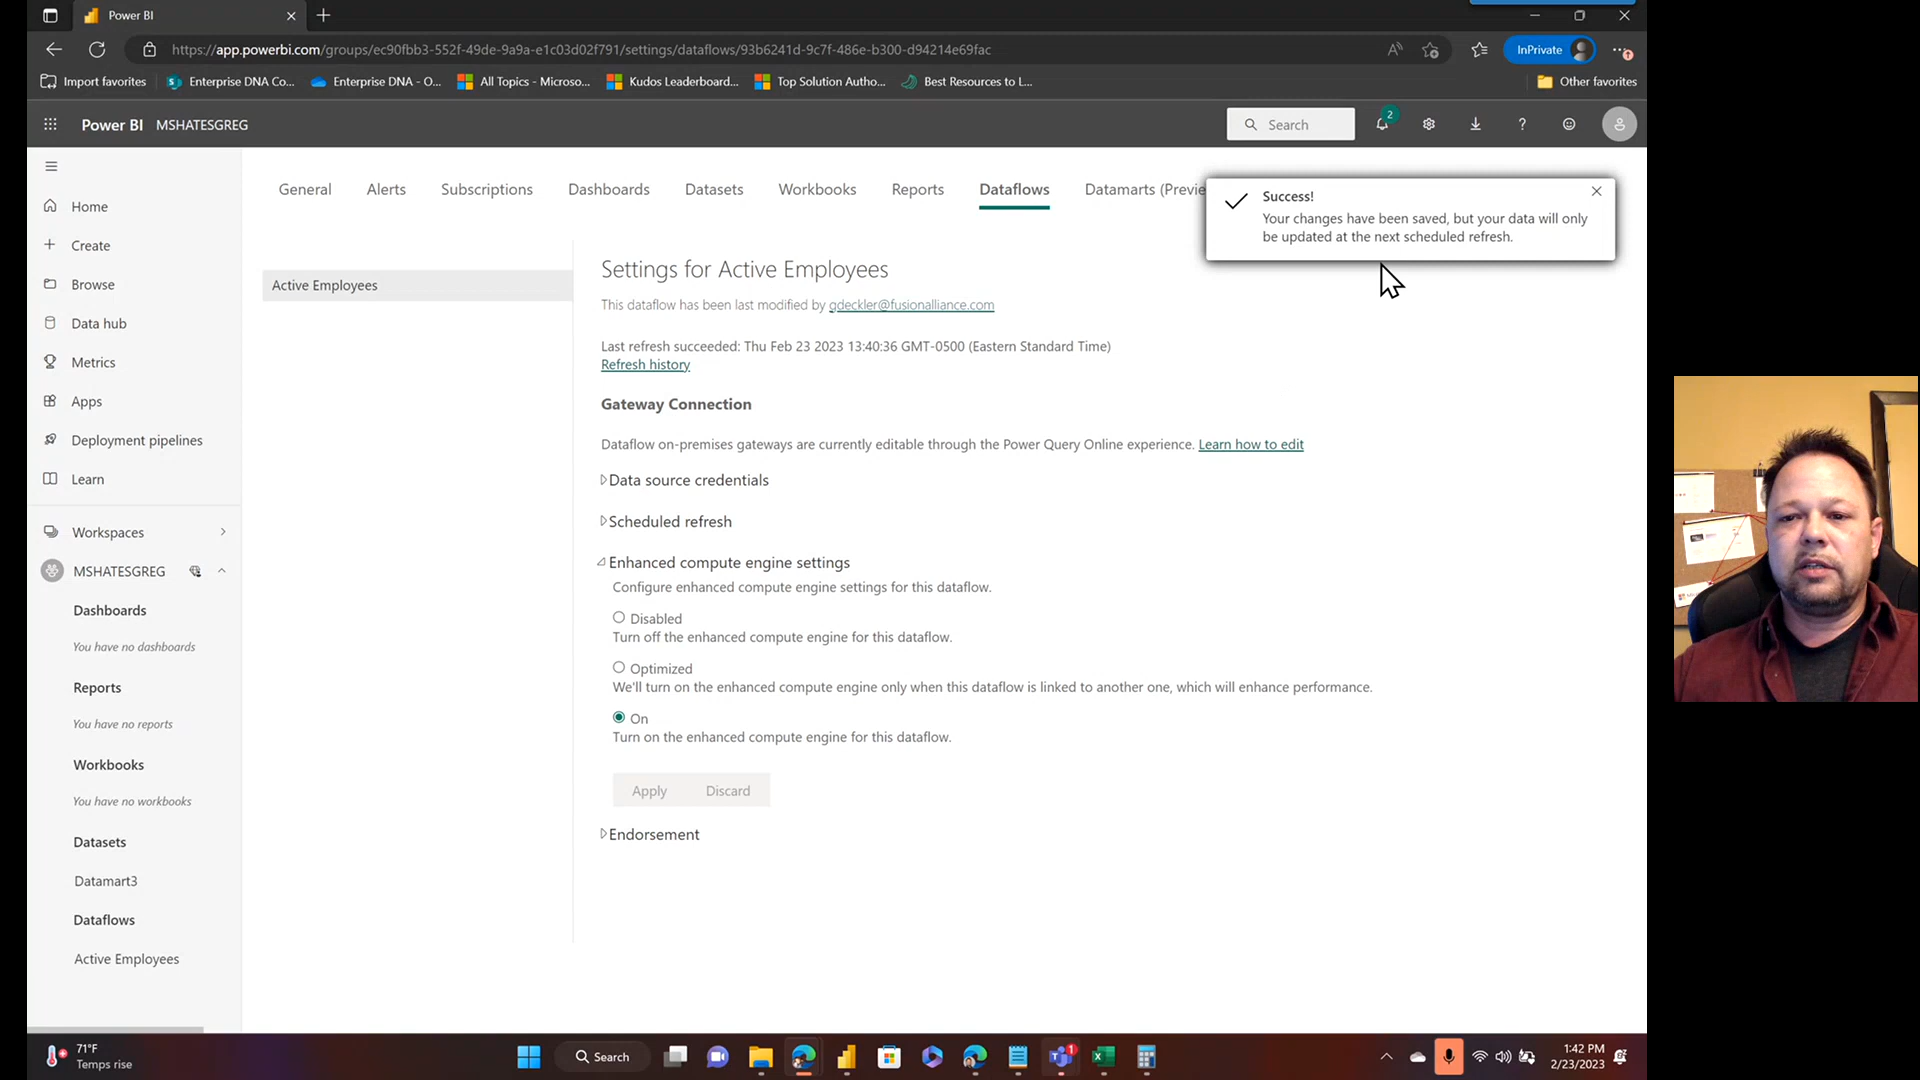 Power BI
https://app.powerbi.com/groups/ec90fbb3-552f-49de-9a9a-e1c03d02f791/settings/dataflows/93b6241d-9c7f-486e-b300-d94214e69fac
InPrivate
Import favorites
Enterprise DNA Co...
Enterprise DNA - O...
All Topics - Microso...
Kudos Leaderboard...
Top Solution Autho...
Best Resources to L...
Other favorites
Power BI MSHATESGREG
Search
2
Home
Create
Browse
Data hub
Metrics
Apps
Deployment pipelines
Learn
Workspaces
MSHATESGREG
Dashboards
You have no dashboards
Reports
You have no reports
Workbooks
You have no workbooks
Datasets
Datamart3
Dataflows
Active Employees
General
Alerts
Subscriptions
Dashboards
Datasets
Workbooks
Reports
Dataflows
Datamarts (Previe
Success!
Your changes have been saved, but your data will only
be updated at the next scheduled refresh.
Active Employees
Settings for Active Employees
This dataflow has been last modified by gdeckler@fusionalliance.com
Last refresh succeeded: Thu Feb 23 2023 13:40:36 GMT-0500 (Eastern Standard Time)
Refresh history
Gateway Connection
Dataflow on-premises gateways are currently editable through the Power Query Online experience. Learn how to edit
Data source credentials
Scheduled refresh
Enhanced compute engine settings
Configure enhanced compute engine settings for this dataflow.
Disabled
Turn off the enhanced compute engine for this dataflow.
Optimized
We'll turn on the enhanced compute engine only when this dataflow is linked to another one, which will enhance performance.
On
Turn on the enhanced compute engine for this dataflow.
Apply
Discard
Endorsement
71°F
Temps rise
Search
1
1:42 PM
2/23/2023